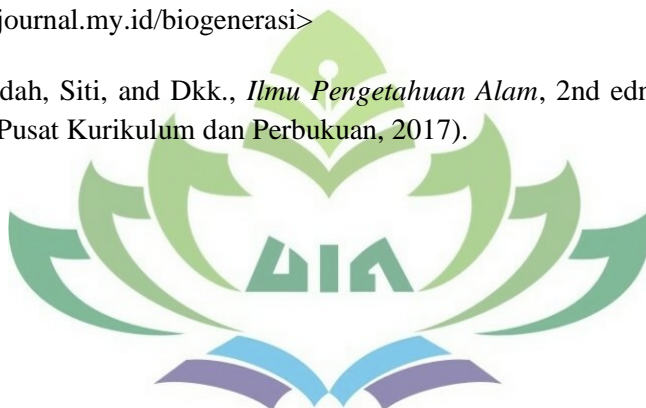 journal.my.id/biogenerasi>
dah, Siti, and Dkk., Ilmu Pengetahuan Alam, 2nd edn
Pusat Kurikulum dan Perbukuan, 2017).
UIN